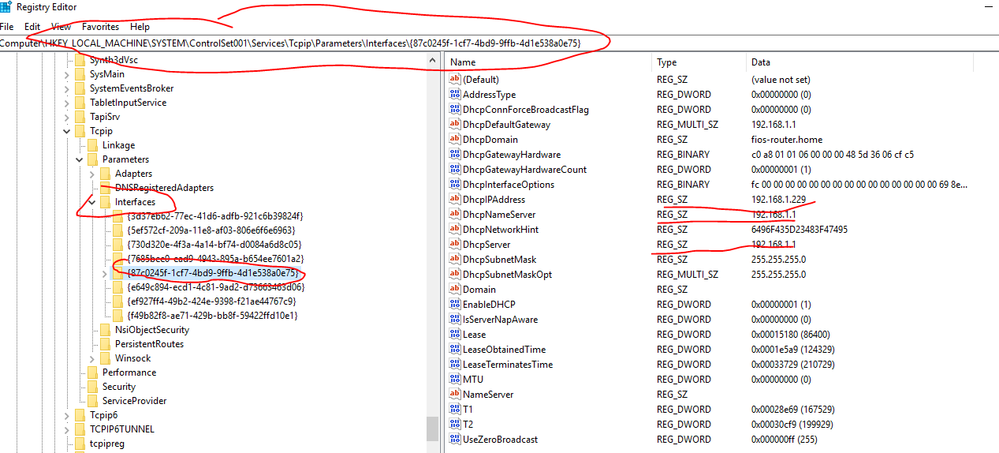 Registry Editor
File Edit View Favorites Help
Computer\HKEY_LOCAL_MACHINE\SYSTEM\ControlSet001\Services\Tcpip\Parameters\Interfaces\{87c0245f-1cf7-4bd9-9ffb-4d1e538a0e75}
Synth3dVsc
SysMain
SystemEventsBroker
TabletInputService
TapiSrv
Tcpip
Linkage
Parameters
Adapters
DNSRegisteredAdapters
Interfaces
{3d37ebb2-77ec-41d6-adfb-921c6b39824f}
{5ef572cf-209a-11e8-af03-806e6f6e6963}
{730d320e-4f3a-4a14-bf74-d0084a6d8c05}
{7685bee0-ead9-4943-895a-b654ee7601a2}
{87c0245f-1cf7-4bd9-9ffb-4d1e538a0e75}
{e649c894-ecd1-4c81-9ad2-d73663463d06}
{ef927ff4-49b2-424e-9398-f21ae44767c9}
{f49b82f8-ae71-429b-bb8f-59422ffd10e1}
NsiObjectSecurity
PersistentRoutes
Winsock
Performance
Security
ServiceProvider
Tcpip6
TCPIP6TUNNEL
tcpipreg
Name Type Data
(Default) REG_SZ (value not set)
AddressType REG_DWORD 0x00000000 (0)
DhcpConnForceBroadcastFlag REG_DWORD 0x00000000 (0)
DhcpDefaultGateway REG_MULTI_SZ 192.168.1.1
DhcpDomain REG_SZ fios-router.home
DhcpGatewayHardware REG_BINARY c0 a8 01 01 06 00 00 00 48 5d 36 06 cf c5
DhcpGatewayHardwareCount REG_DWORD 0x00000001 (1)
DhcpInterfaceOptions REG_BINARY fc 00 00 00 00 00 00 00 00 00 00 00 00 00 00 00 69 8e...
DhcpIPAddress REG_SZ 192.168.1.229
DhcpNameServer REG_SZ 192.168.1.1
DhcpNetworkHint REG_SZ 6496F435D23483F47495
DhcpServer REG_SZ 192.168.1.1
DhcpSubnetMask REG_SZ 255.255.255.0
DhcpSubnetMaskOpt REG_MULTI_SZ 255.255.255.0
Domain REG_SZ
EnableDHCP REG_DWORD 0x00000001 (1)
IsServerNapAware REG_DWORD 0x00000000 (0)
Lease REG_DWORD 0x00015180 (86400)
LeaseObtainedTime REG_DWORD 0x0001e5a9 (124329)
LeaseTerminatesTime REG_DWORD 0x00033729 (210729)
MTU REG_DWORD 0x00000000 (0)
NameServer REG_SZ
T1 REG_DWORD 0x00028e69 (167529)
T2 REG_DWORD 0x00030cf9 (199929)
UseZeroBroadcast REG_DWORD 0x000000ff (255)